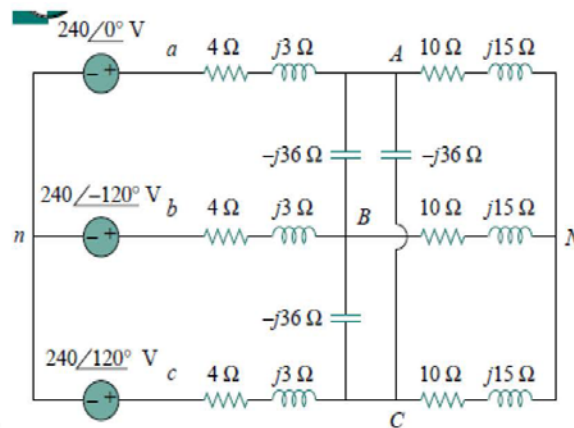 240/0° V
a 4 Ω j3 Ω A 10 Ω j15 Ω
–j36 Ω –j36 Ω
240/–120° V
n b 4 Ω j3 Ω B 10 Ω j15 Ω
–j36 Ω
240/120° V
c 4 Ω j3 Ω 10 Ω j15 Ω
C